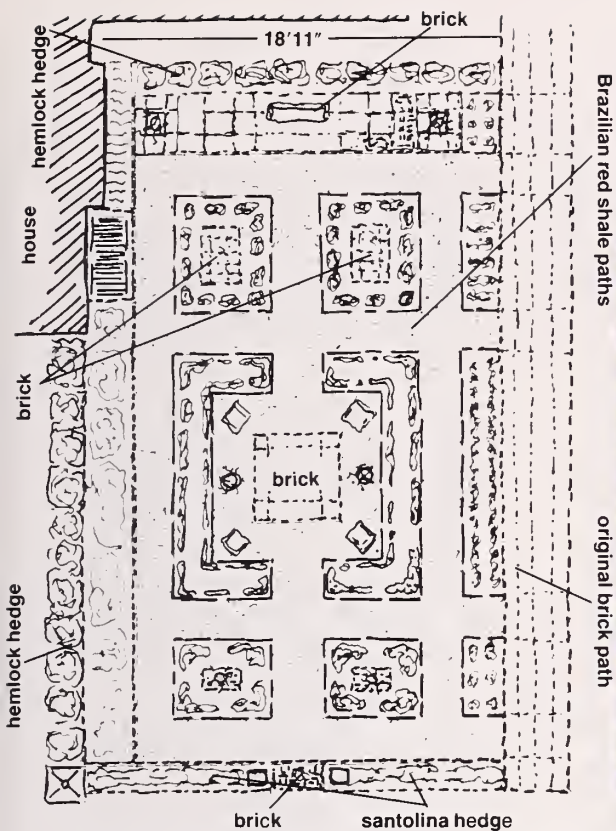 brick
18'11"
hemlock hedge
Brazilian red shale paths
house
brick
brick
original brick path
hemlock hedge
brick
santolina hedge